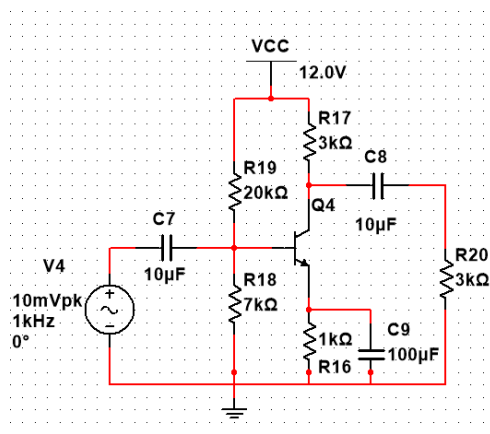 VCC
12.0V
R17
3kΩ
C8
10µF
R19
20kΩ
Q4
C7
10µF
V4
10mVpk
1kHz
0°
R18
7kΩ
R20
3kΩ
1kΩ
R16
C9
100µF